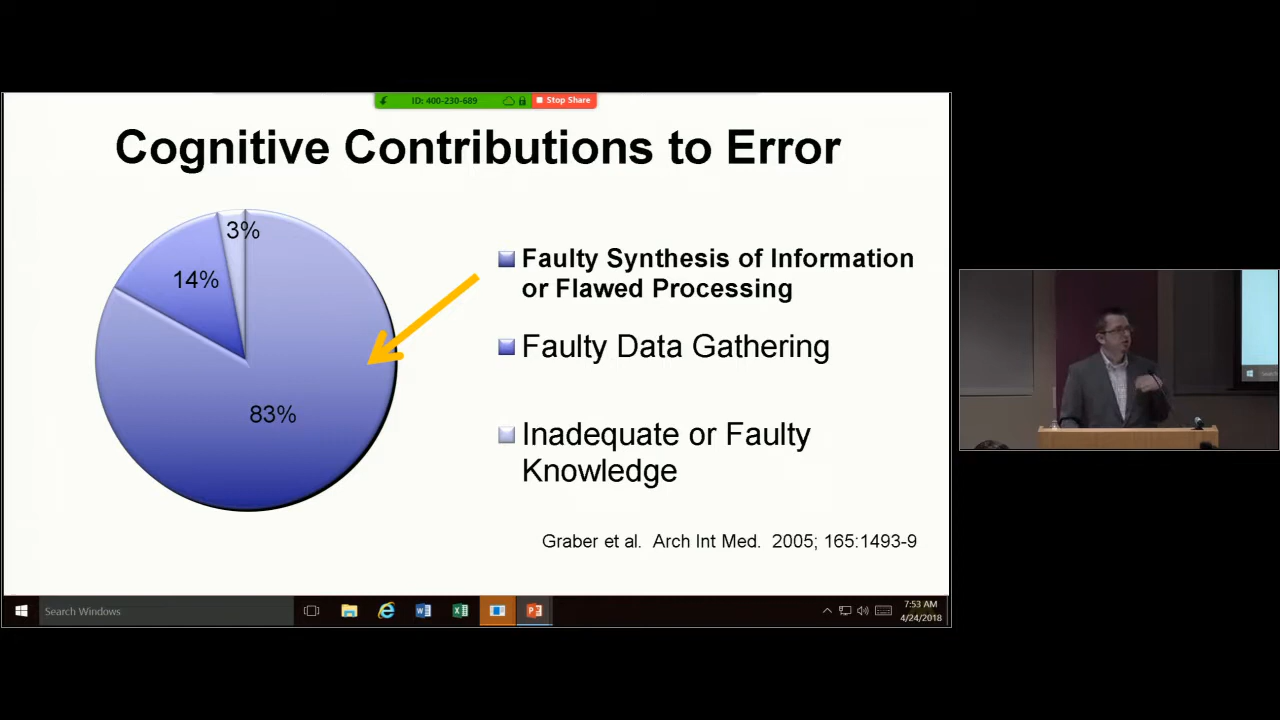 ID: 400-230-689
Stop Share
Cognitive Contributions to Error
3%
14%
83%
Faulty Synthesis of Information
or Flawed Processing
Faulty Data Gathering
Inadequate or Faulty
Knowledge
Graber et al. Arch Int Med. 2005; 165:1493-9
Search Windows
7:53 AM
4/24/2018